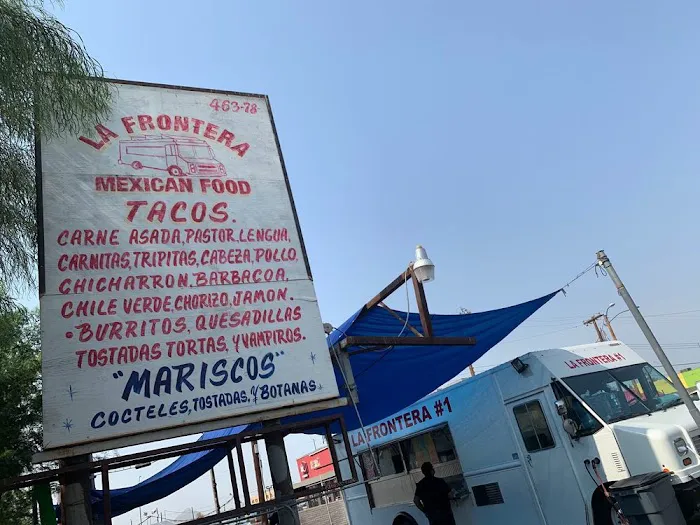 463-78
LA FRONTERA
MEXICAN FOOD
TACOS.
CARNE ASADA, PASTOR. LENGUA,
CARNITAS, TRIPITAS, CABEZA, POLLO,
CHICHARRON. BARBACOA.
CHILE VERDE, CHORIZO, JAMON.
•BURRITOS, QUESADILLAS
TOSTADAS TORTAS, Y VAMPIROS.
"MARISCOS"
COCTELES, TOSTADAS, Y BOTANAS
LA FRONTERA #1
LA FRONTERA #1